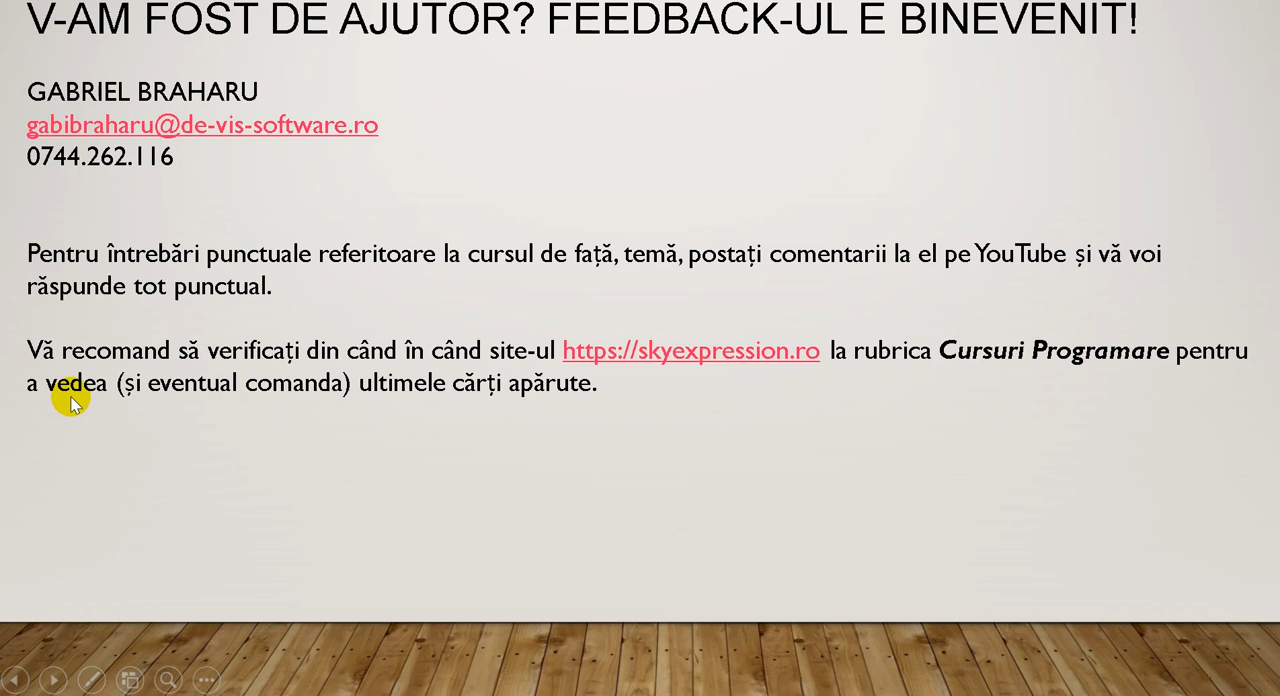 V-AM FOST DE AJUTOR? FEEDBACK-UL E BINEVENIT!
GABRIEL BRAHARU
gabibraharu@de-vis-software.ro
0744.262.116
Pentru întrebări punctuale referitoare la cursul de față, temă, postați comentarii la el pe YouTube și vă voi
răspunde tot punctual.
Vă recomand să verificați din când în când site-ul https://skyexpression.ro la rubrica Cursuri Programare pentru
a vedea (și eventual comanda) ultimele cărți apărute.